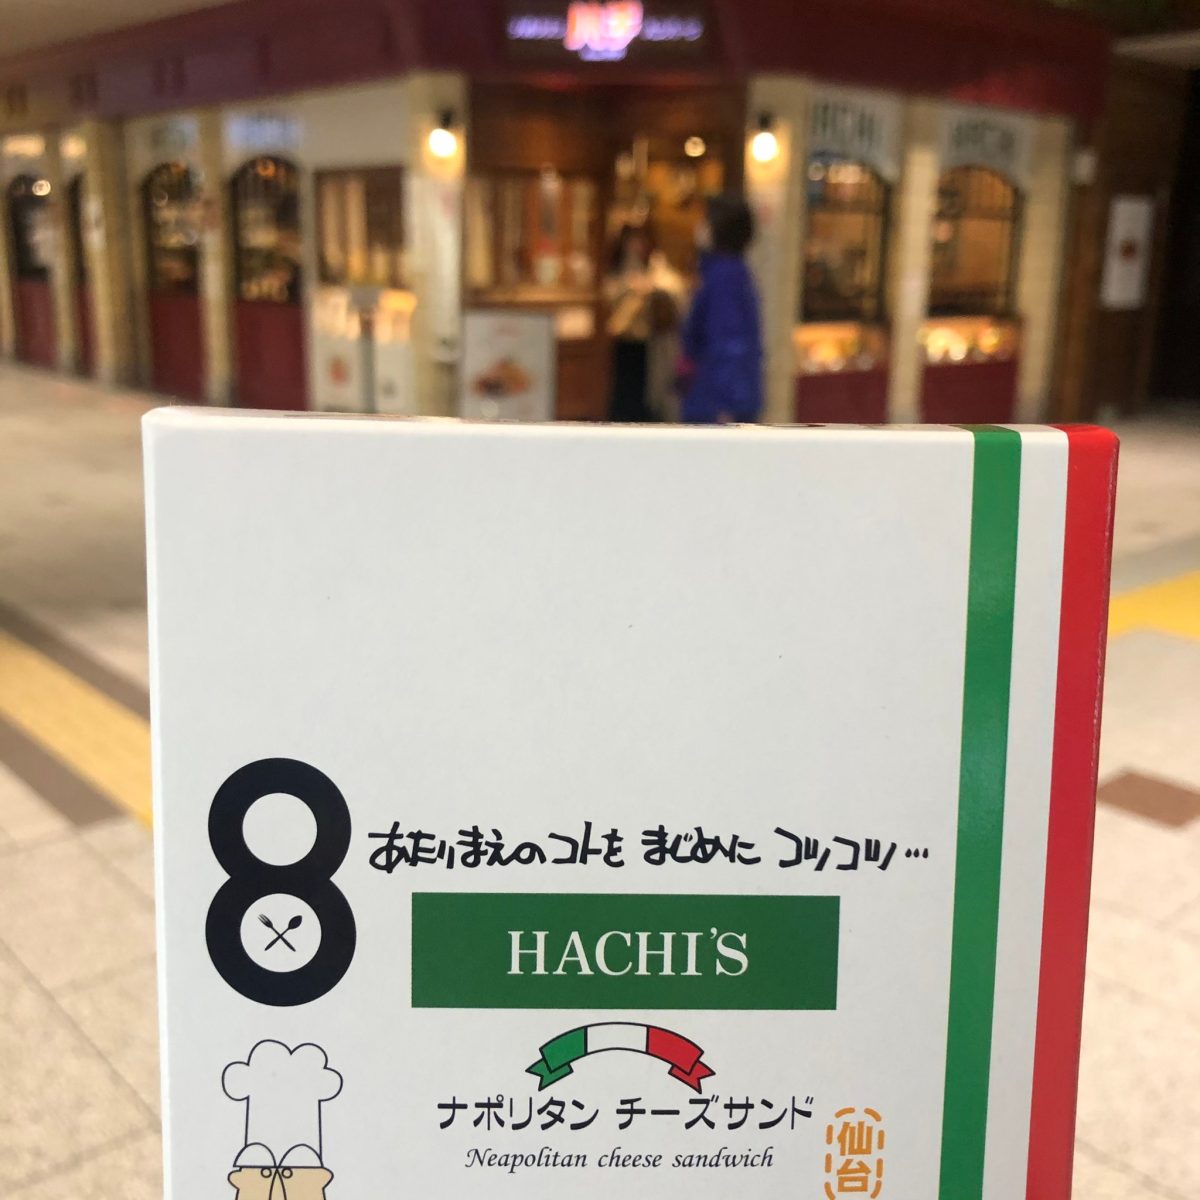 8
あたりまえのコトを まじめに コツコツ…
HACHI'S
ナポリタン チーズサンド
Neapolitan cheese sandwich
仙台